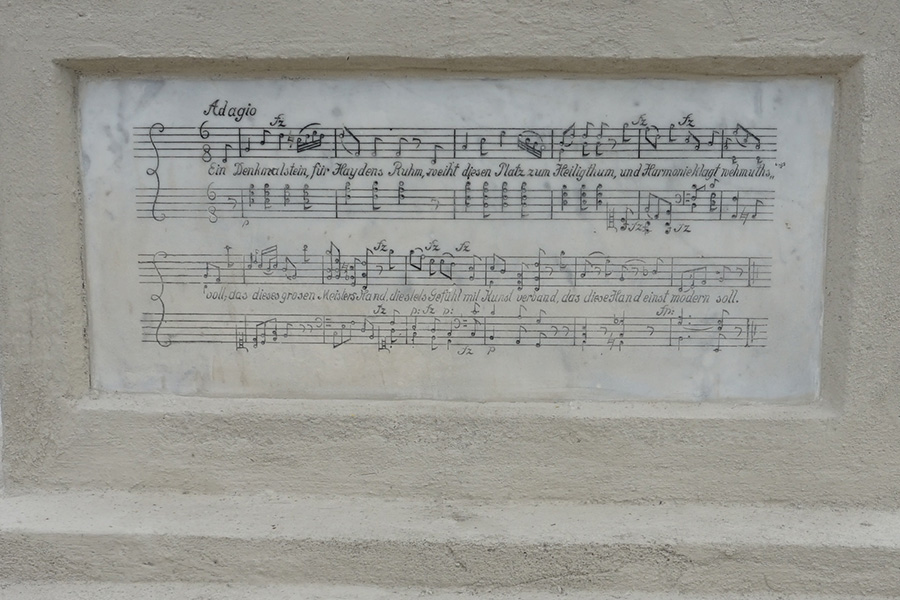 Adagio
Ein Denkmalstein, für Haydens Ruhm, weiht diesen Platz zum Heiligthum, und Harmonie klagt wehmuths„
voll; das dieses grosen Meisters Hand, die stets Gefühl mit Kunst verband, das diese Hand einst modern soll.